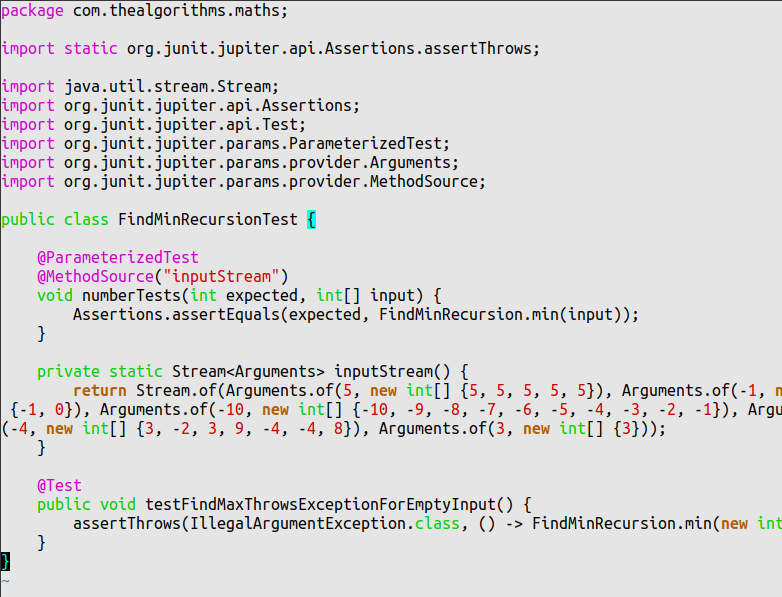 package com.thealgorithms.maths;
import static org.junit.jupiter.api.Assertions.assertThrows;
import java.util.stream.Stream;
import org.junit.jupiter.api.Assertions;
import org.junit.jupiter.api.Test;
import org.junit.jupiter.params.ParameterizedTest;
import org.junit.jupiter.params.provider.Arguments;
import org.junit.jupiter.params.provider.MethodSource;
public class FindMinRecursionTest {
@ParameterizedTest
@MethodSource("inputStream")
void numberTests(int expected, int[] input) {
Assertions.assertEquals(expected, FindMinRecursion.min(input));
}
private static Stream<Arguments> inputStream() {
return Stream.of(Arguments.of(5, new int[] {5, 5, 5, 5, 5}), Arguments.of(-1, n
{-1, 0}), Arguments.of(-10, new int[] {-10, -9, -8, -7, -6, -5, -4, -3, -2, -1}), Argu
(-4, new int[] {3, -2, 3, 9, -4, -4, 8}), Arguments.of(3, new int[] {3}));
}
@Test
public void testFindMaxThrowsExceptionForEmptyInput() {
assertThrows(IllegalArgumentException.class, () -> FindMinRecursion.min(new int
}
}
~